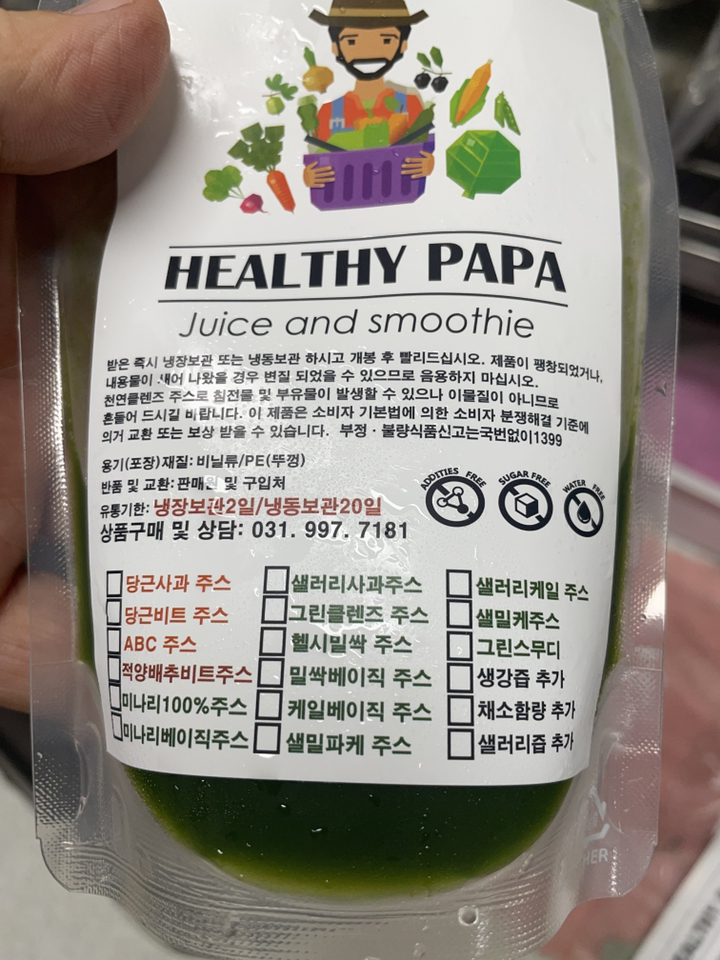 HEALTHY PAPA
Juice and smoothie
받은 즉시 냉장보관 또는 냉동보관 하시고 개봉 후 빨리드십시오. 제품이 팽창되었거나,
내용물이 새어 나왔을 경우 변질 되었을 수 있으므로 음용하지 마십시오.
천연클렌즈 주스로 침전물 및 부유물이 발생할 수 있으나 이물질이 아니므로
흔들어 드시길 바랍니다. 이 제품은 소비자 기본법에 의한 소비자 분쟁해결 기준에
의거 교환 또는 보상 받을 수 있습니다. 부정 · 불량식품신고는국번없이1399
용기(포장)재질: 비닐류/PE(뚜껑)
반품 및 교환: 판매원 및 구입처
유통기한: 냉장보관2일/냉동보관20일
상품구매 및 상담: 031. 997. 7181
ADDITIES FREE
SUGAR FREE
WATER FREE
당근사과 주스 샐러리사과주스 샐러리케일 주스
당근비트 주스 그린클렌즈 주스 샐밀케주스
ABC 주스 헬시밀싹 주스 그린스무디
적양배추비트주스 밀싹베이직 주스 생강즙 추가
미나리100%주스 케일베이직 주스 채소함량 추가
미나리베이직주스 샐밀파케 주스 샐러리즙 추가